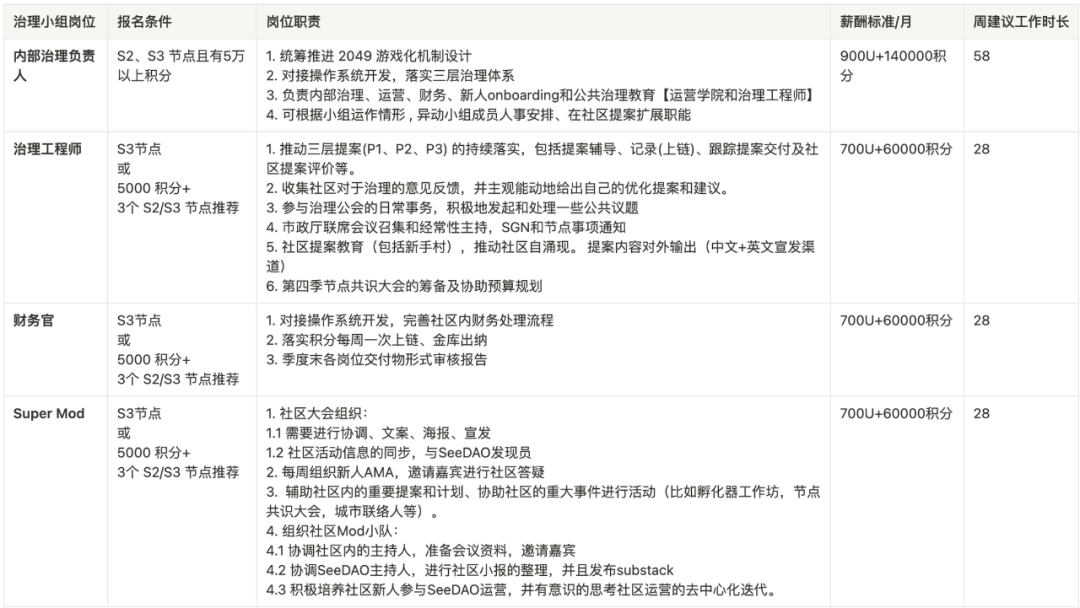 治理小组岗位 报名条件 岗位职责 薪酬标准/月 周建议工作时长
内部治理负责人 S2、S3 节点且有5万以上积分 900U+140000积分 58
1. 统筹推进 2049 游戏化机制设计
2. 对接操作系统开发，落实三层治理体系
3. 负责内部治理、运营、财务、新人onboarding和公共治理教育【运营学院和治理工程师】
4. 可根据小组运作情形 , 异动小组成员人事安排、在社区提案扩展职能
治理工程师
S3节点
或
5000 积分+
3个 S2/S3 节点推荐
1. 推动三层提案(P1、P2、P3) 的持续落实，包括提案辅导、记录(上链)、跟踪提案交付及社
区提案评价等。
2. 收集社区对于治理的意见反馈，并主观能动地给出自己的优化提案和建议。
3. 参与治理公会的日常事务，积极地发起和处理一些公共议题
4. 市政厅联席会议召集和经常性主持，SGN和节点事项通知
5. 社区提案教育（包括新手村），推动社区自涌现。 提案内容对外输出（中文+英文宣发渠
道）
6. 第四季节点共识大会的筹备及协助预算规划
700U+60000积分 28
财务官
S3节点
或
5000 积分+
3个 S2/S3 节点推荐
1. 对接操作系统开发，完善社区内财务处理流程
2. 落实积分每周一次上链、金库出纳
3. 季度末各岗位交付物形式审核报告
700U+60000积分 28
Super Mod
S3节点
或
5000 积分+
3个 S2/S3 节点推荐
1. 社区大会组织：
1.1 需要进行协调、文案、海报、宣发
1.2 社区活动信息的同步，与SeeDAO发现员
2. 每周组织新人AMA，邀请嘉宾进行社区答疑
3. 辅助社区内的重要提案和计划、协助社区的重大事件进行活动（比如孵化器工作坊，节点
共识大会，城市联络人等）。
4. 组织社区Mod小队：
4.1 协调社区内的主持人，准备会议资料，邀请嘉宾
4.2 协调SeeDAO主持人，进行社区小报的整理，并且发布substack
4.3 积极培养社区新人参与SeeDAO运营，并有意识的思考社区运营的去中心化迭代。
700U+60000积分 28